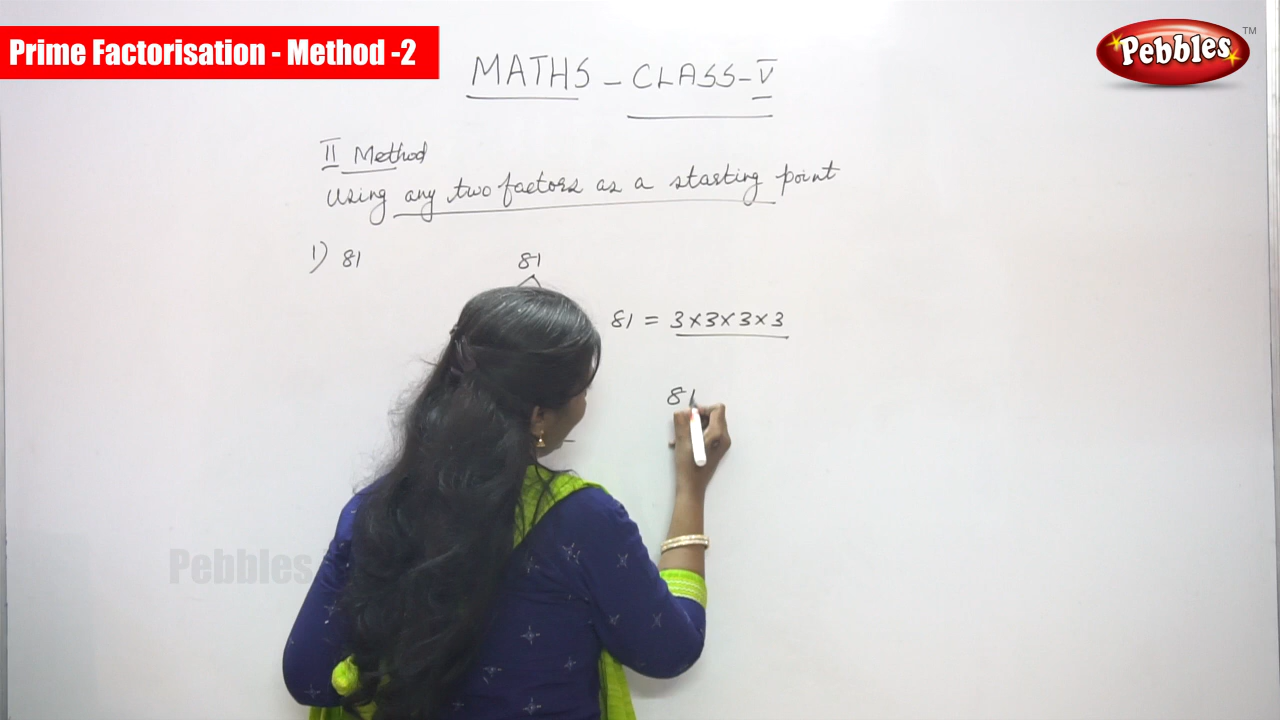 Prime Factorisation - Method -2
Pebbles TM
MATHS - CLASS - V
II Method
Using any two factors as a starting point
1) 81
81
81 = 3×3×3×3
81
Pebbles